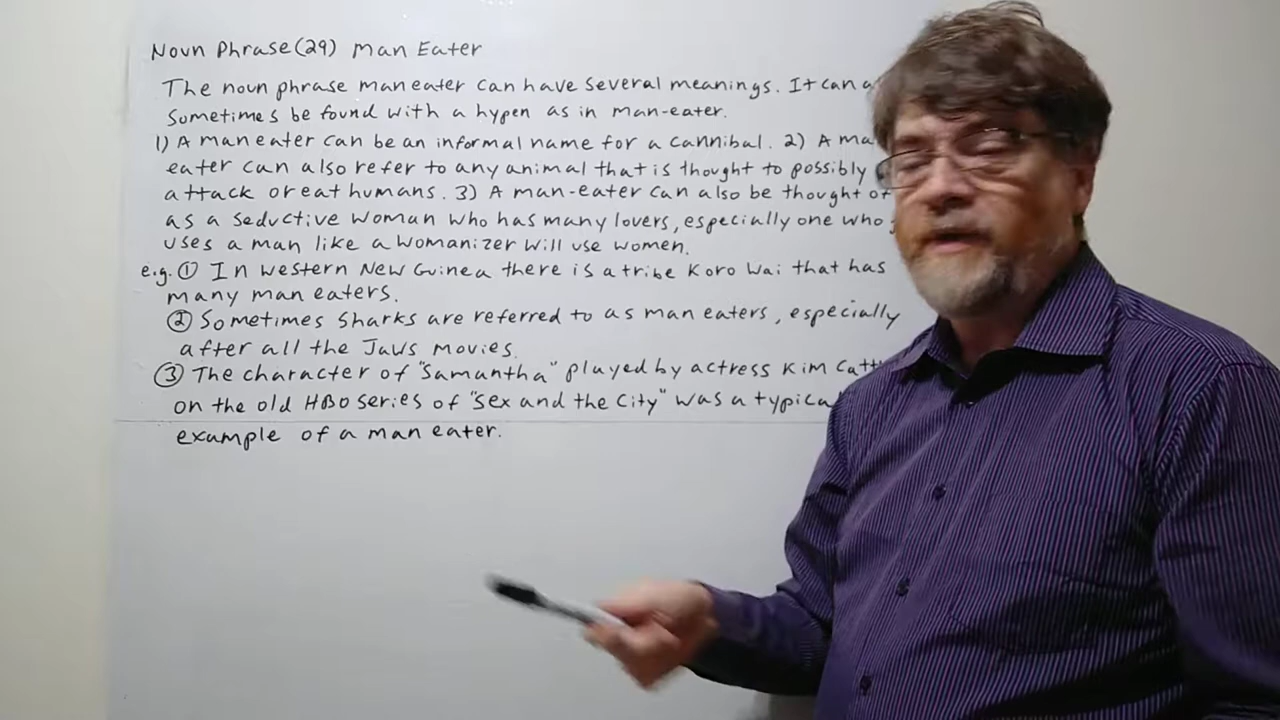 Noun Phrase (29) Man Eater
The noun phrase man eater can have several meanings. It can a
sometimes be found with a hypen as in man-eater.
1) A man eater can be an informal name for a cannibal. 2) A ma
eater can also refer to any animal that is thought to possibly
attack or eat humans. 3) A man-eater can also be thought of
as a seductive woman who has many lovers, especially one who
uses a man like a womanizer will use women.
e.g. ① In western New Guinea there is a tribe Koro Wai that has
many man eaters.
② Sometimes sharks are referred to as man eaters, especially
after all the Jaws movies.
③ The character of "Samantha" played by actress Kim Catt
on the old HBO series of "Sex and the City" was a typica
example of a man eater.